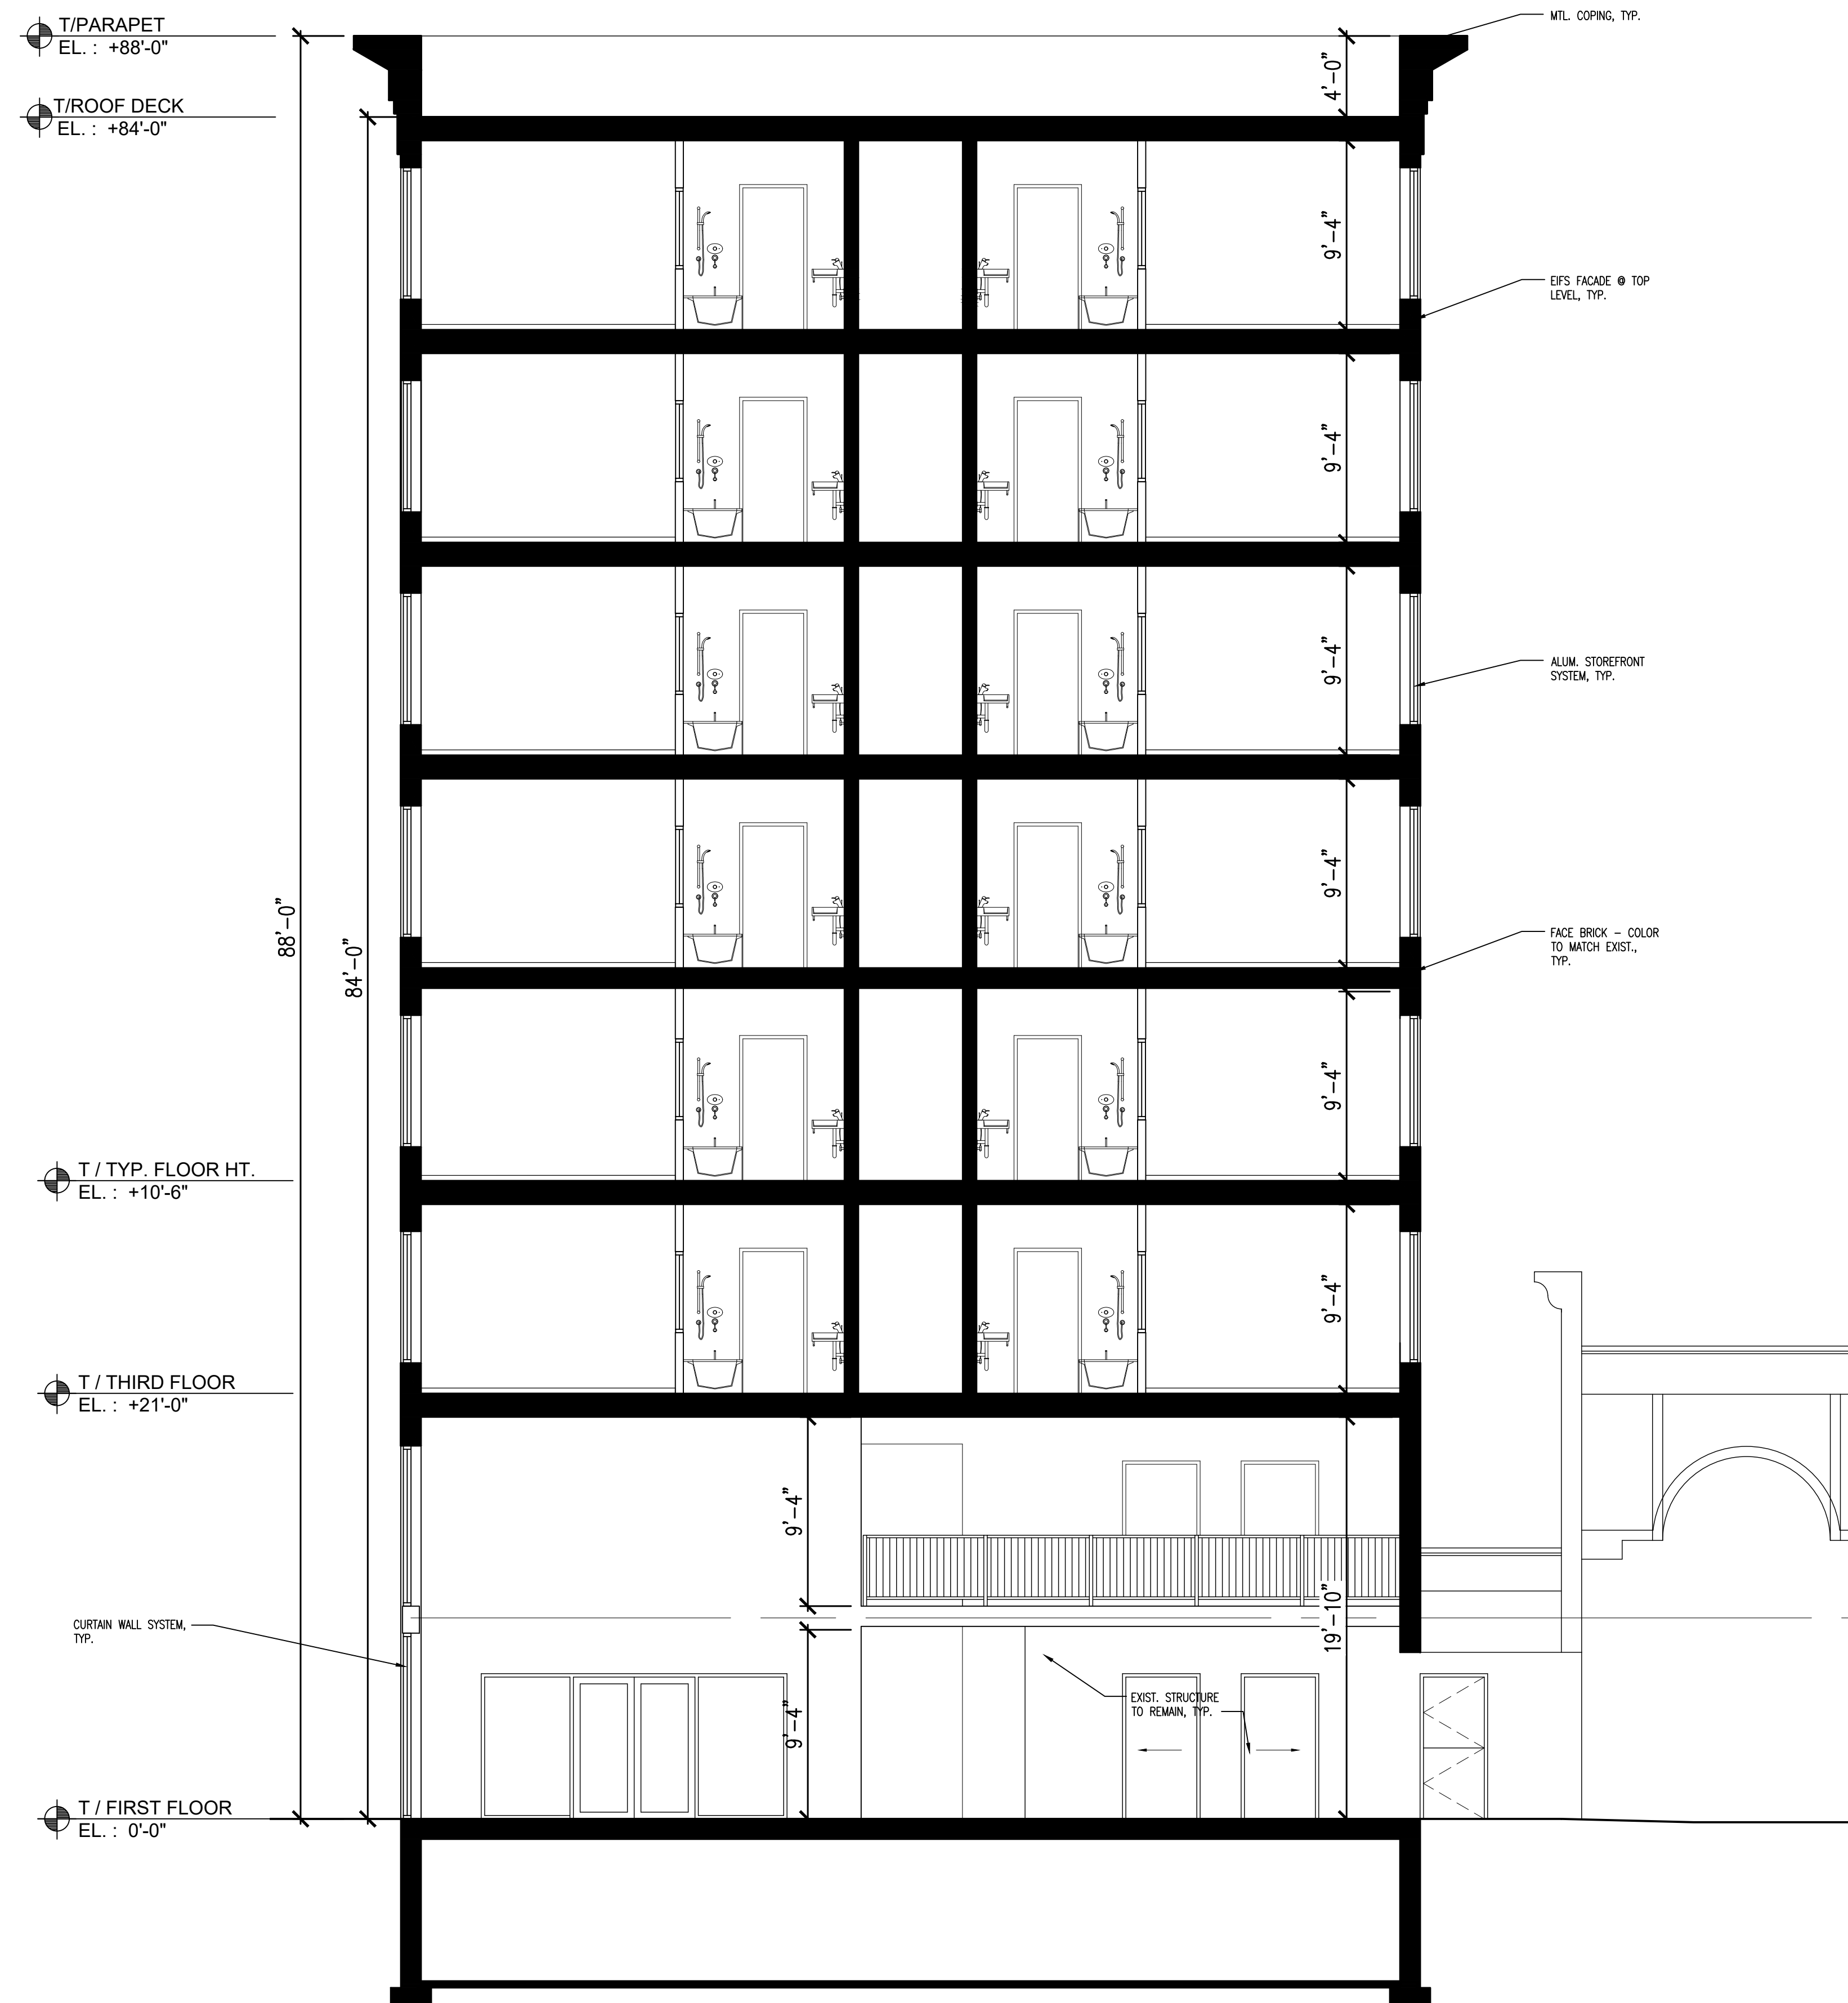 MTL. COPING, TYP.
T/PARAPET
EL. : +88'-0"
4'-0"
T/ROOF DECK
EL. : +84'-0"
9'-4"
EIFS FACADE @ TOP
LEVEL, TYP.
9'-4"
9'-4"
ALUM. STOREFRONT
SYSTEM, TYP.
9'-4"
88'-0"
84'-0"
FACE BRICK - COLOR
TO MATCH EXIST.,
TYP.
9'-4"
T / TYP. FLOOR HT.
EL. : +10'-6"
9'-4"
T / THIRD FLOOR
EL. : +21'-0"
9'-4"
19'-10"
CURTAIN WALL SYSTEM,
TYP.
9'-4"
EXIST. STRUCTURE
TO REMAIN, TYP.
T / FIRST FLOOR
EL. : 0'-0"